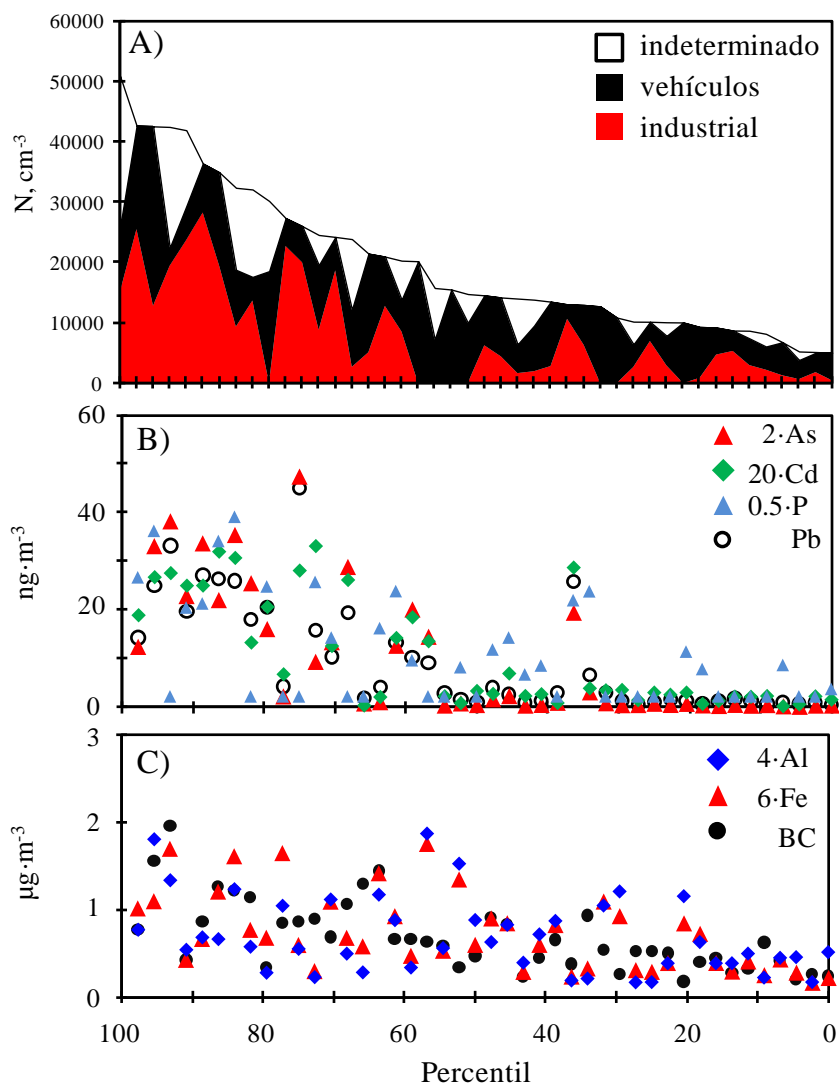 60000
50000
40000
30000
20000
10000
0
N, cm-3
A)
indeterminado
vehículos
industrial
60
40
20
0
ng·m-3
B)
2·As
20·Cd
0.5·P
Pb
3
2
1
0
µg·m-3
C)
4·Al
6·Fe
BC
100
80
60
40
20
0
Percentil